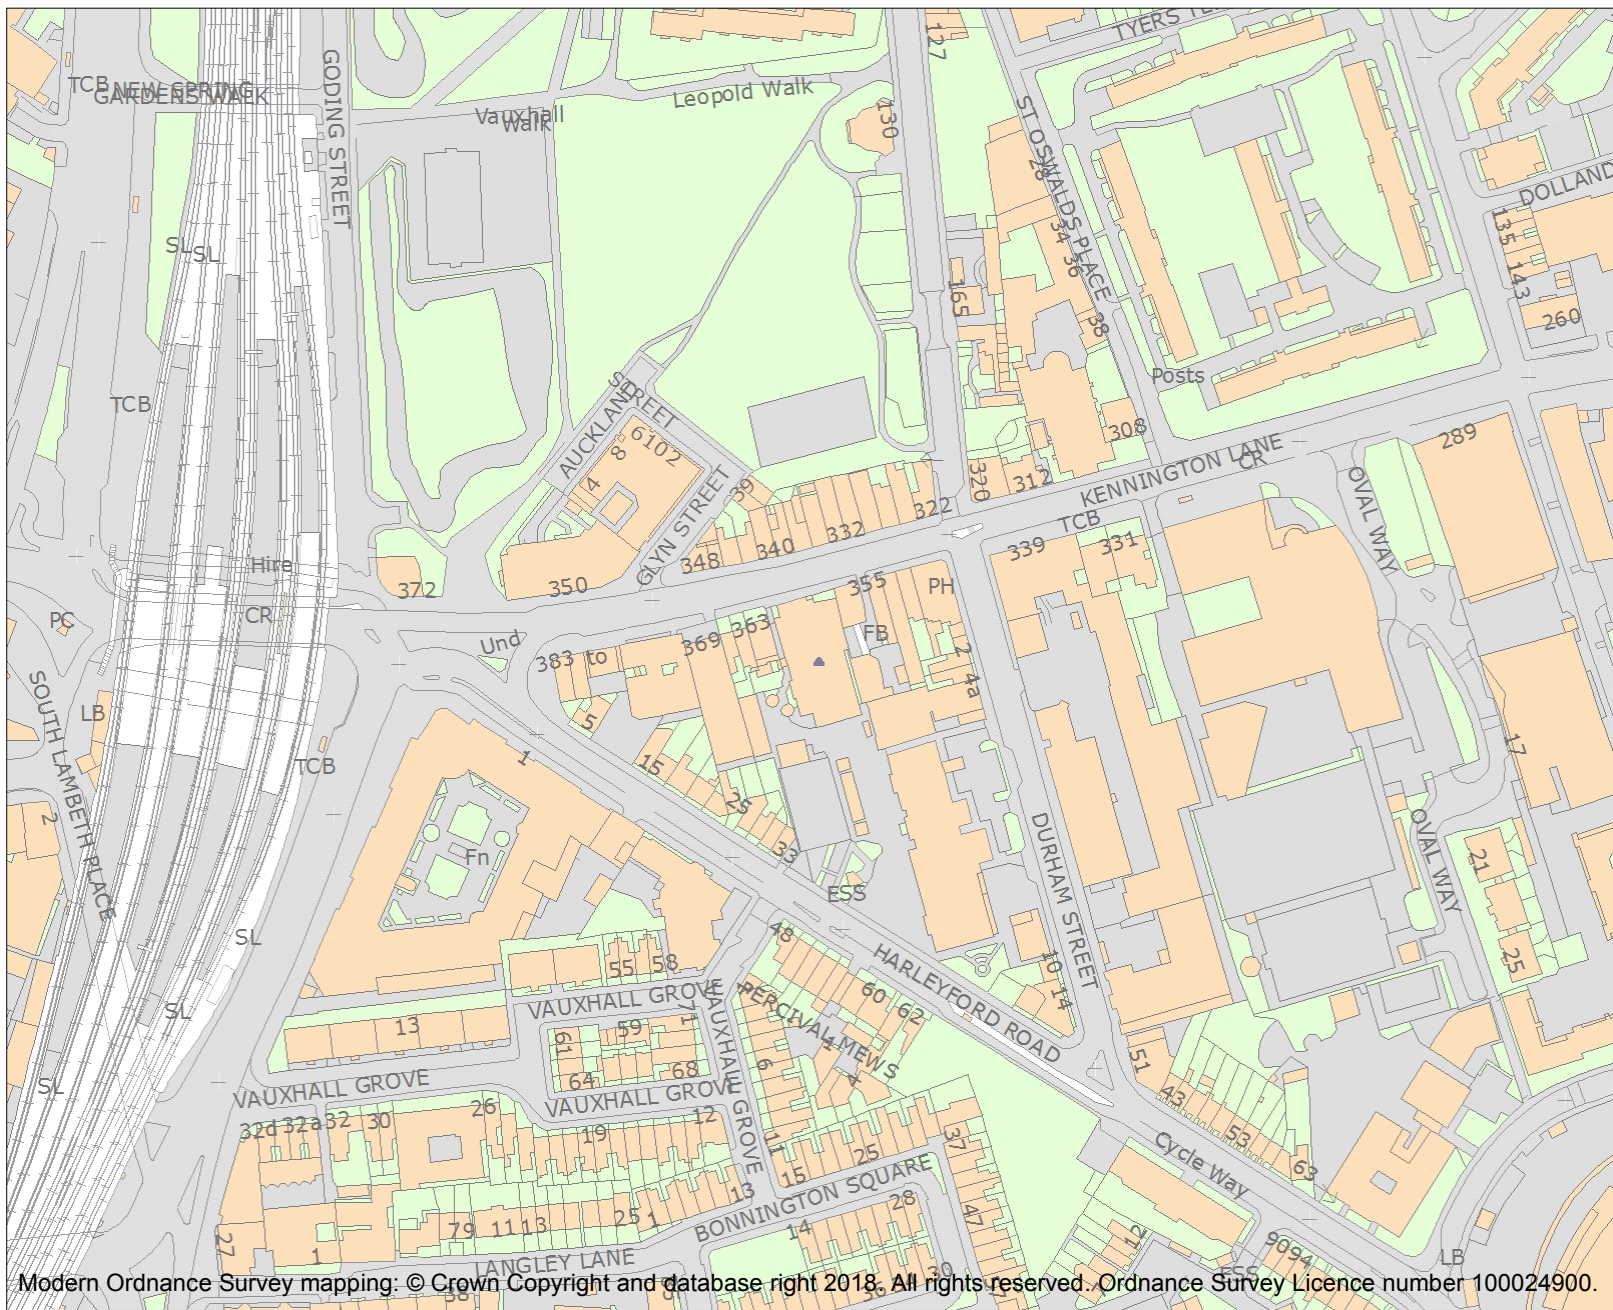 127
TYERS
TCB
NEW SPRING
GARDENS WALK
GODING STREET
Vauxhall
Walk
Leopold Walk
130
ST OSWALDS PLACE
28
DOLLAND
34
36
38
135
143
260
SL
SL
165
TCB
Posts
AUCKLAND
STREET
8
6102
4
39
GLYN STREET
308
289
320
312
KENNINGTON LANE
CR
322
332
340
348
350
372
TCB
339
331
OVAL WAY
Hire
CR
PC
355
PH
FB
363
369
Und
383 to
2
4a
5
SOUTH LAMBETH PLACE
LB
TCB
1
15
25
33
17
2
Fn
DURHAM STREET
OVAL WAY
21
25
ESS
SL
48
55
58
HARLEYFORD ROAD
10
14
SL
VAUXHALL GROVE
71
VAUXHALL GROVE
PERCIVAL MEWS
60
62
13
61
59
64
68
6
1
4
51
43
53
63
SL
VAUXHALL GROVE
VAUXHALL GROVE
32d
32a
32
30
26
19
12
11
15
25
37
Cycle Way
BONNINGTON SQUARE
13
14
28
47
79
11
13
25
1
27
1
LANGLEY LANE
12
90
94
LB
ESS
38
36
30
Modern Ordnance Survey mapping: © Crown Copyright and database right 2018. All rights reserved. Ordnance Survey Licence number 100024900.